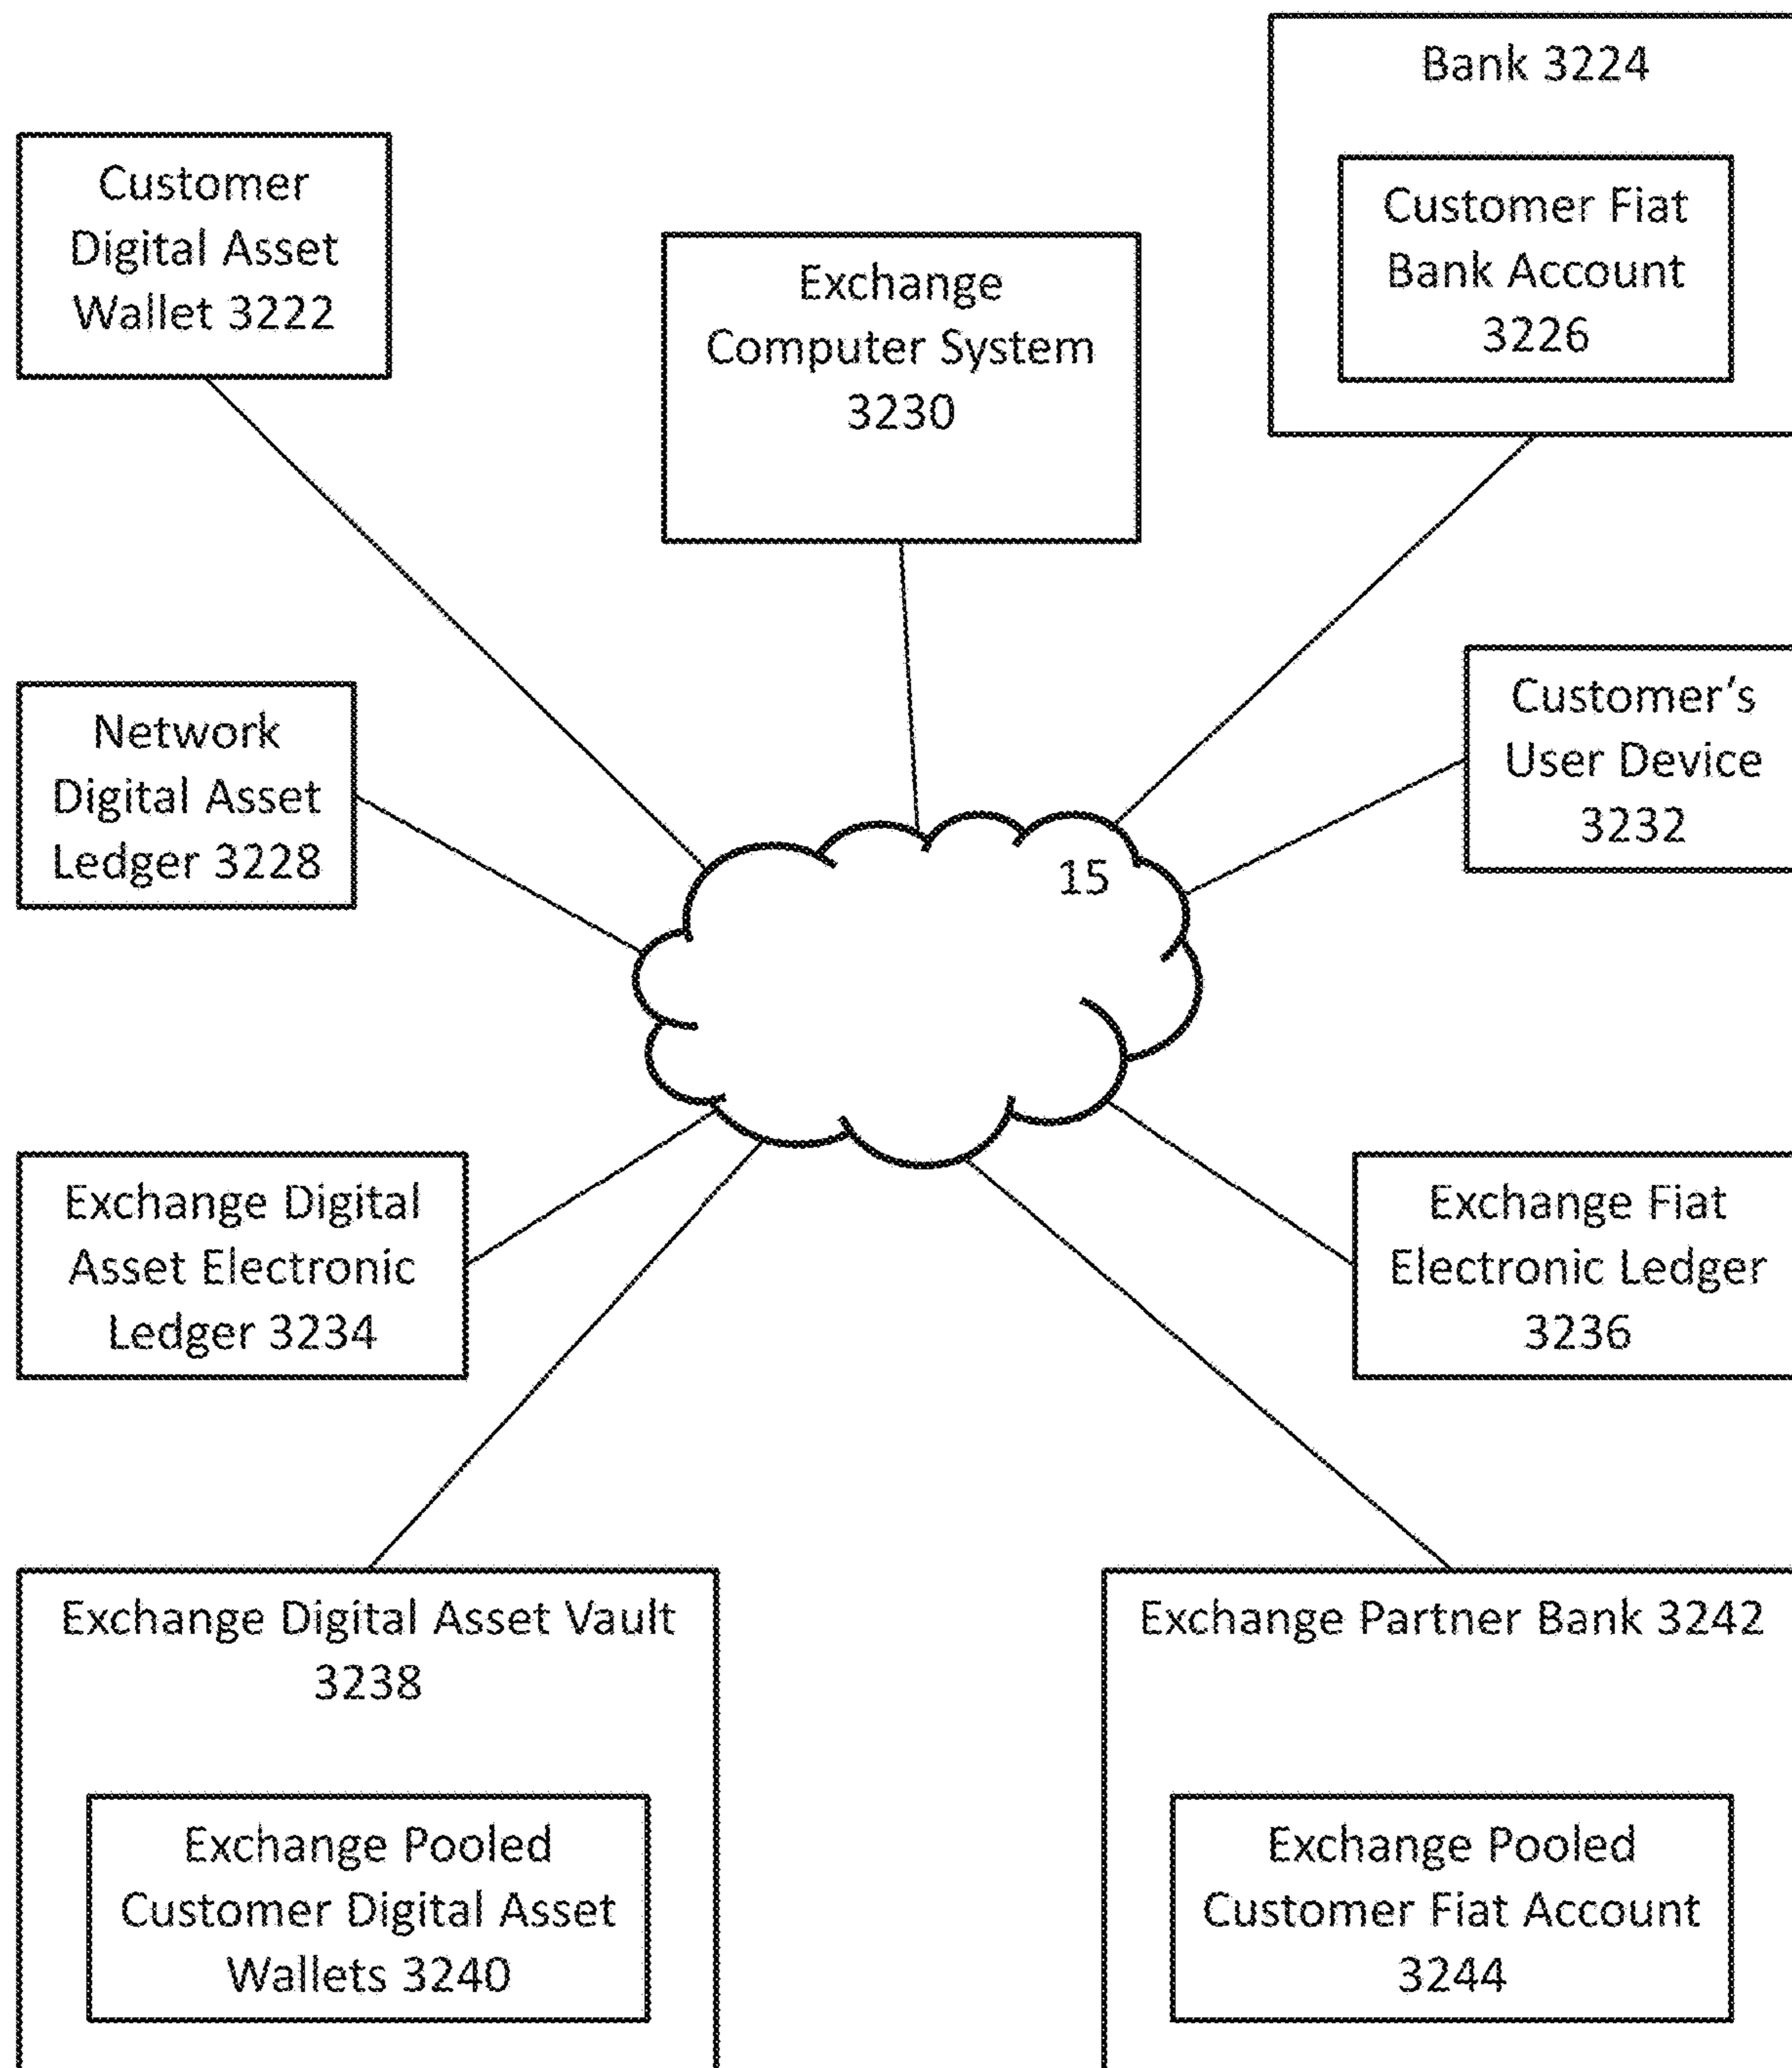 Bank 3224
Customer
Digital Asset
Wallet 3222
Customer Fiat
Bank Account
3226
Exchange
Computer System
3230
Network
Digital Asset
Ledger 3228
Customer's
User Device
3232
15
Exchange Digital
Asset Electronic
Ledger 3234
Exchange Fiat
Electronic Ledger
3236
Exchange Digital Asset Vault
3238
Exchange Pooled
Customer Digital Asset
Wallets 3240
Exchange Partner Bank 3242
Exchange Pooled
Customer Fiat Account
3244